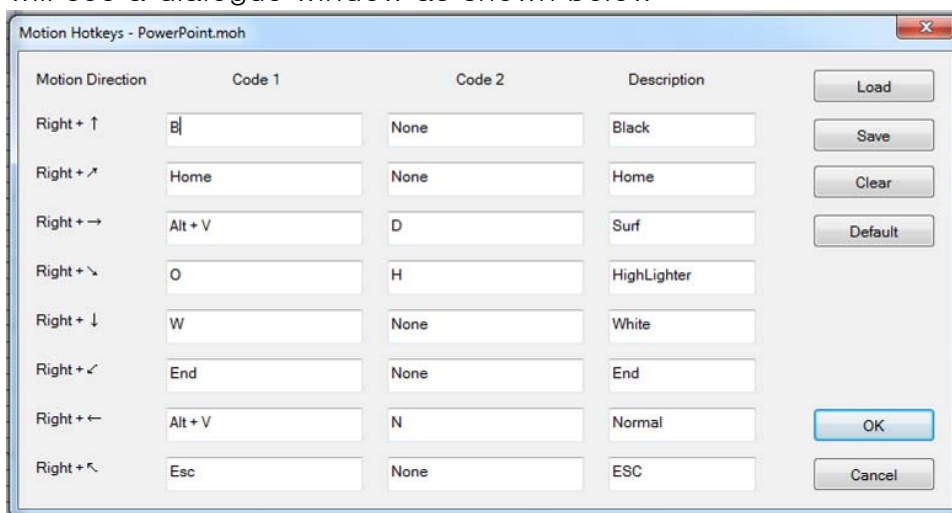 will see a dialogue window as shown below
Motion Hotkeys - PowerPoint.moh
Motion Direction Code 1 Code 2 Description Load
Right + ↑ B None Black Save
Right + ↗ Home None Home Clear
Right + → Alt + V D Surf Default
Right + ↘ O H HighLighter
Right + ↓ W None White
Right + ↙ End None End
Right + ← Alt + V N Normal OK
Right + ↖ Esc None ESC Cancel